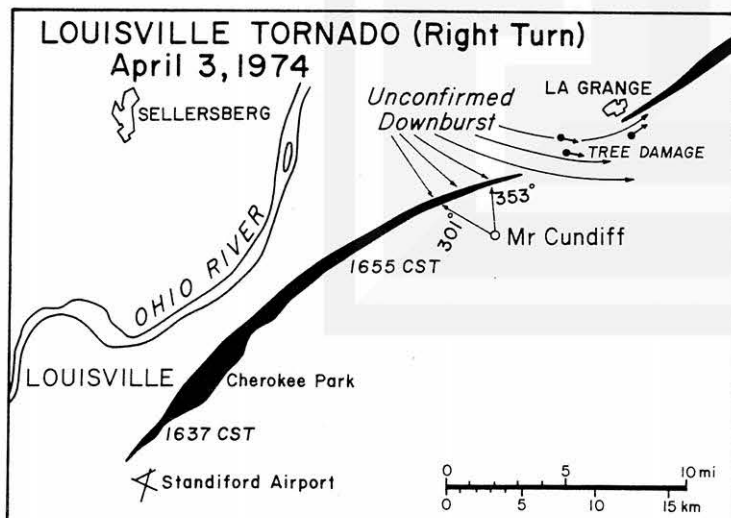 LOUISVILLE TORNADO (Right Turn)
April 3, 1974
SELLERSBERG
Unconfirmed
Downburst
LA GRANGE
TREE DAMAGE
353°
301°
Mr Cundiff
OHIO RIVER
1655 CST
LOUISVILLE
Cherokee Park
1637 CST
Standiford Airport
0 5 10 mi
0 5 10 15 km